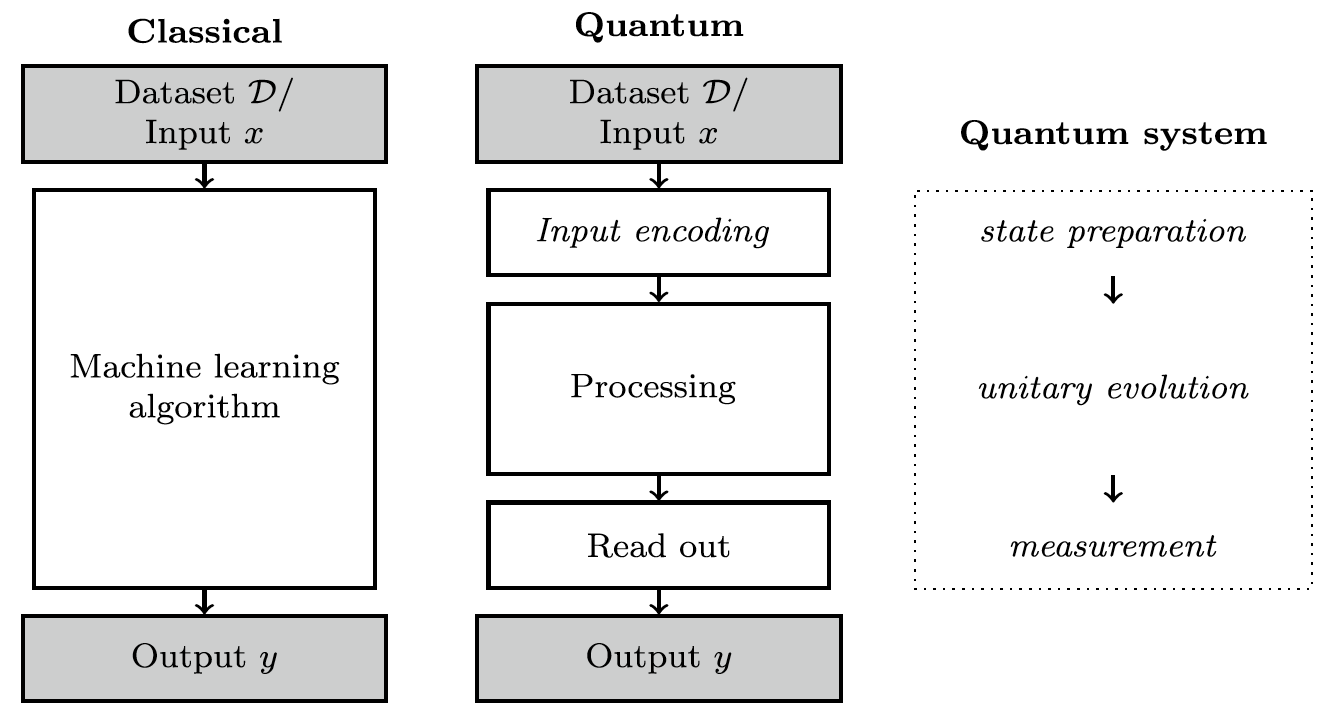 Classical
Dataset 𝒟/
Input x
Machine learning
algorithm
Output y
Quantum
Dataset 𝒟/
Input x
Input encoding
Processing
Read out
Output y
Quantum system
state preparation
unitary evolution
measurement